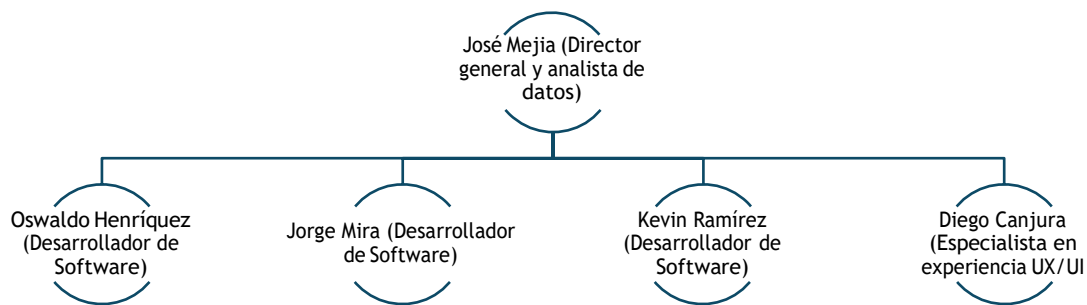 José Mejia (Director
general y analista de
datos)
Oswaldo Henríquez
(Desarrollador de
Software)
Jorge Mira (Desarrollador
de Software)
Kevin Ramírez
(Desarrollador de
Software)
Diego Canjura
(Especialista en
experiencia UX/UI